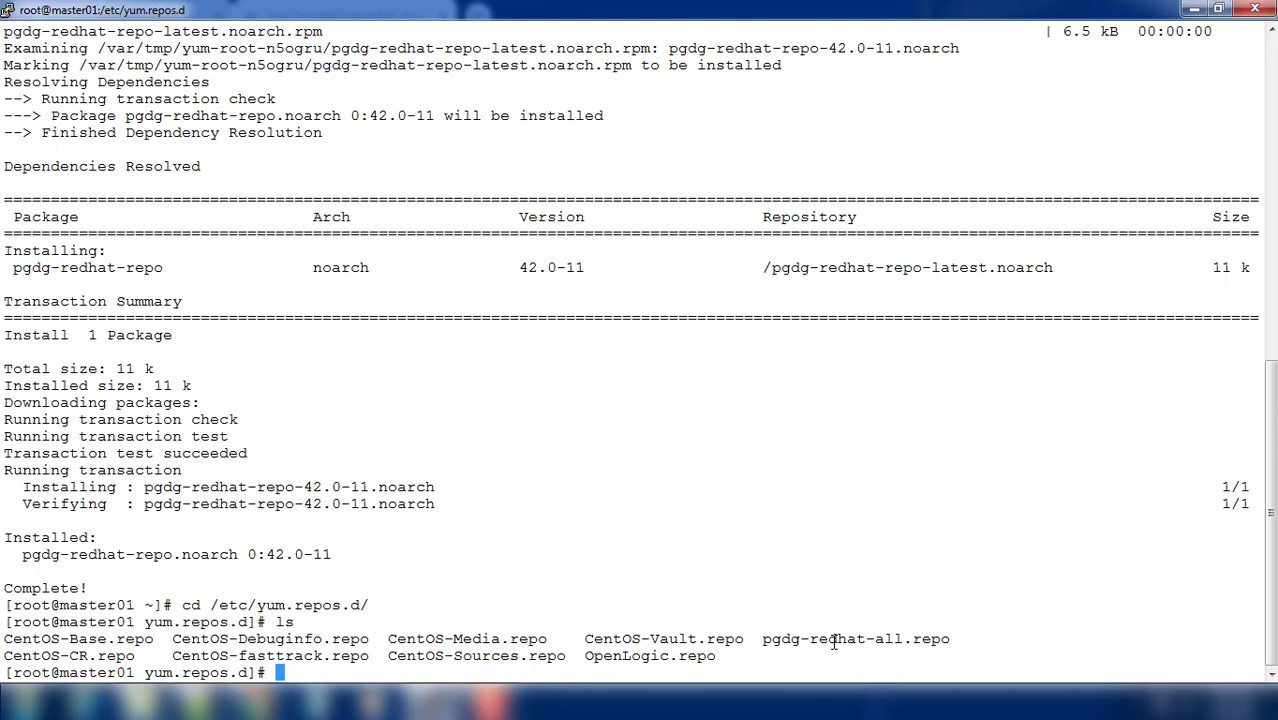 root@master01:/etc/yum.repos.d
pgdg-redhat-repo-latest.noarch.rpm | 6.5 kB 00:00:00
Examining /var/tmp/yum-root-n5ogru/pgdg-redhat-repo-latest.noarch.rpm: pgdg-redhat-repo-42.0-11.noarch
Marking /var/tmp/yum-root-n5ogru/pgdg-redhat-repo-latest.noarch.rpm to be installed
Resolving Dependencies
--> Running transaction check
---> Package pgdg-redhat-repo.noarch 0:42.0-11 will be installed
--> Finished Dependency Resolution
Dependencies Resolved
================================================================================
Package Arch Version Repository Size
================================================================================
Installing:
pgdg-redhat-repo noarch 42.0-11 /pgdg-redhat-repo-latest.noarch 11 k
Transaction Summary
================================================================================
Install 1 Package
Total size: 11 k
Installed size: 11 k
Downloading packages:
Running transaction check
Running transaction test
Transaction test succeeded
Running transaction
Installing : pgdg-redhat-repo-42.0-11.noarch 1/1
Verifying : pgdg-redhat-repo-42.0-11.noarch 1/1
Installed:
pgdg-redhat-repo.noarch 0:42.0-11
Complete!
[root@master01 ~]# cd /etc/yum.repos.d/
[root@master01 yum.repos.d]# ls
CentOS-Base.repo CentOS-Debuginfo.repo CentOS-Media.repo CentOS-Vault.repo pgdg-redhat-all.repo
CentOS-CR.repo CentOS-fasttrack.repo CentOS-Sources.repo OpenLogic.repo
[root@master01 yum.repos.d]#